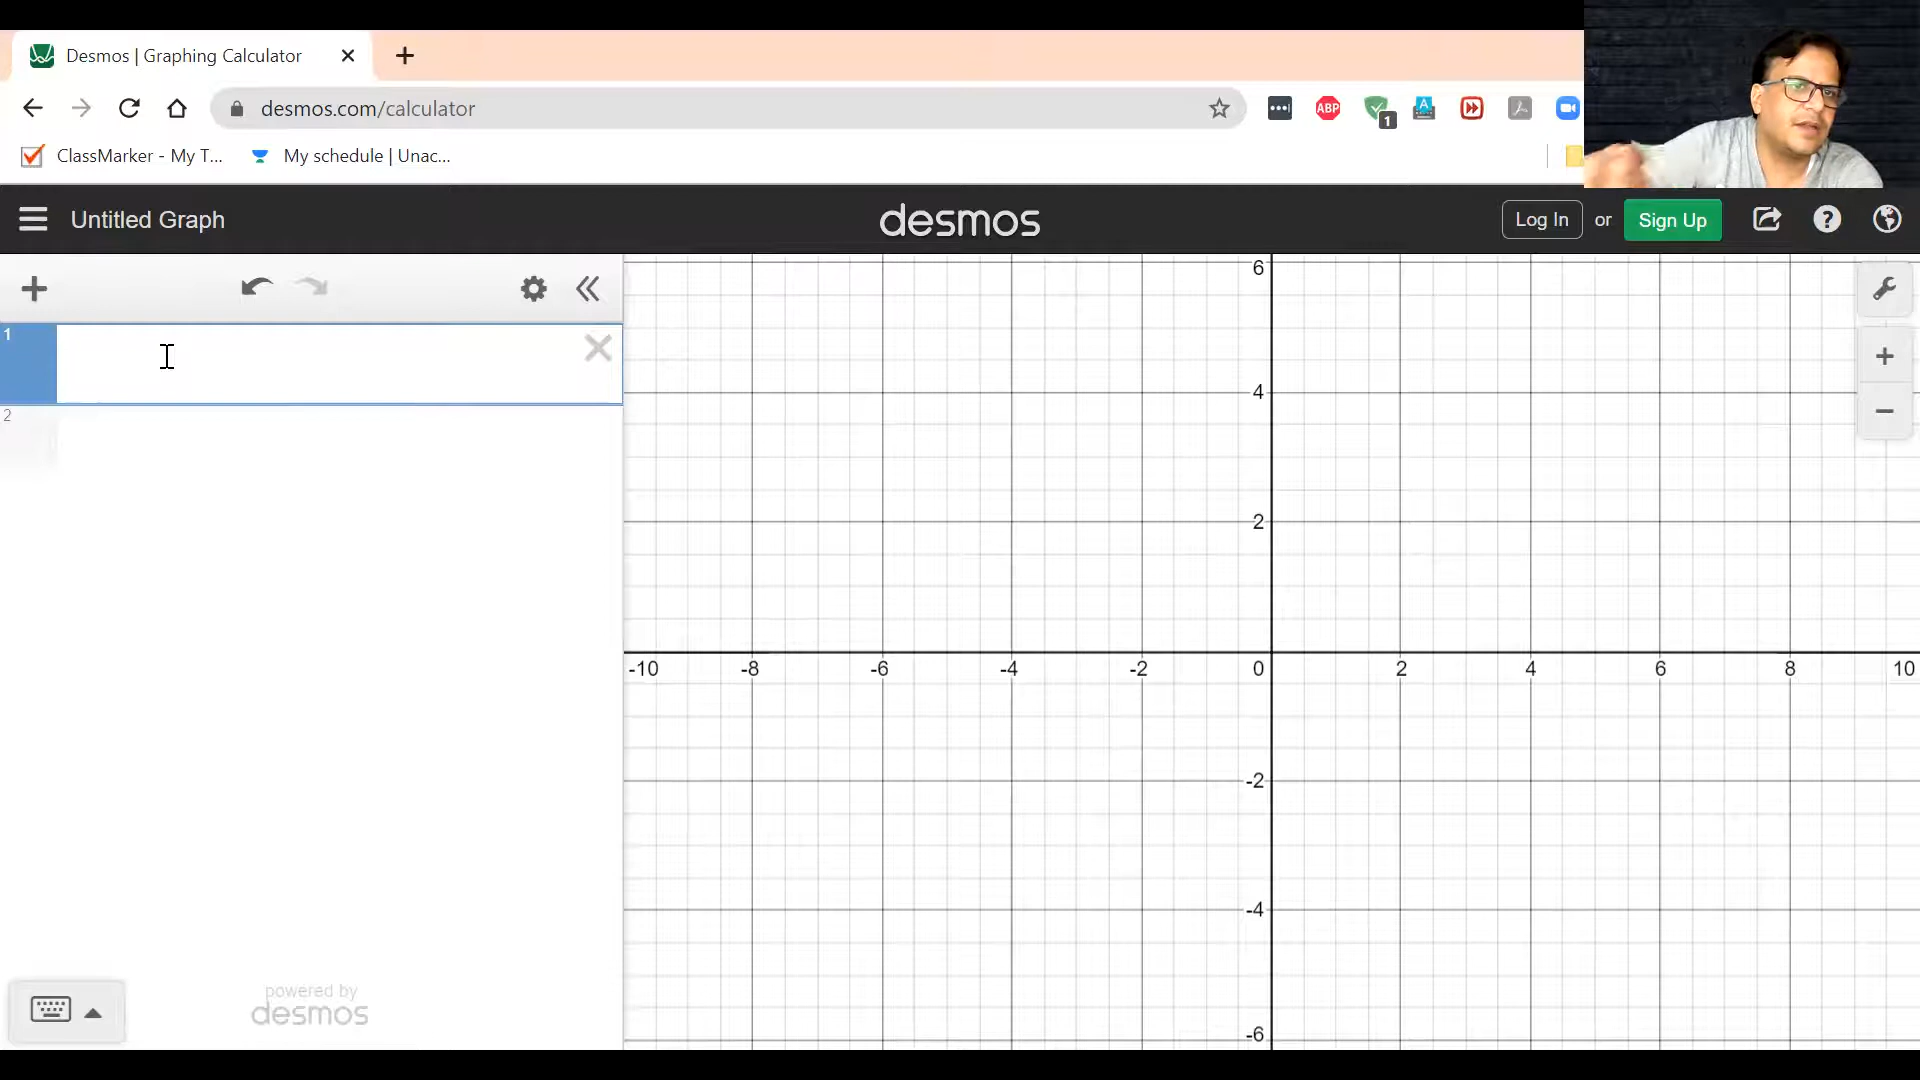 Desmos | Graphing Calculator
desmos.com/calculator
ABP
1
A
ClassMarker - My T...
My schedule | Unac...
Untitled Graph
desmos
Log In or Sign Up
?
1
2
6
4
2
-10 -8 -6 -4 -2 0 2 4 6 8 10
-2
-4
-6
powered by
desmos